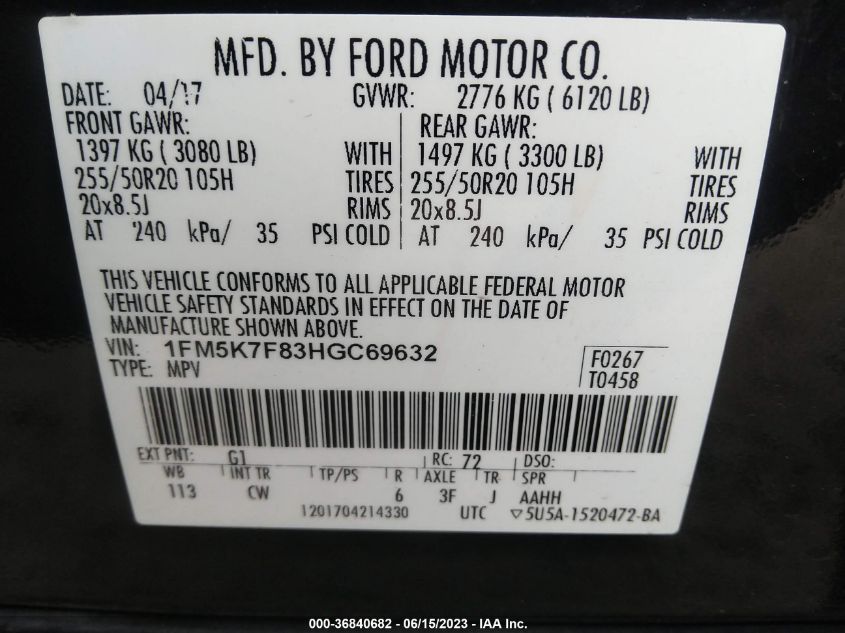 MFD. BY FORD MOTOR CO.
DATE: 04/17 GVWR: 2776 KG ( 6120 LB)
FRONT GAWR: REAR GAWR:
1397 KG ( 3080 LB) WITH 1497 KG ( 3300 LB) WITH
255/50R20 105H TIRES 255/50R20 105H TIRES
20x8.5J RIMS 20x8.5J RIMS
AT 240 kPa/ 35 PSI COLD AT 240 kPa/ 35 PSI COLD
THIS VEHICLE CONFORMS TO ALL APPLICABLE FEDERAL MOTOR
VEHICLE SAFETY STANDARDS IN EFFECT ON THE DATE OF
MANUFACTURE SHOWN ABOVE.
VIN: 1FM5K7F83HGC69632
TYPE: MPV
F0267
T0458
EXT PNT: G1 RC: 72 DSO:
WB INT TR TP/PS R AXLE TR SPR
113 CW 6 3F J AAHH
1201704214330 UTC ▽5U5A-1520472-BA
000-36840682 - 06/15/2023 - IAA Inc.